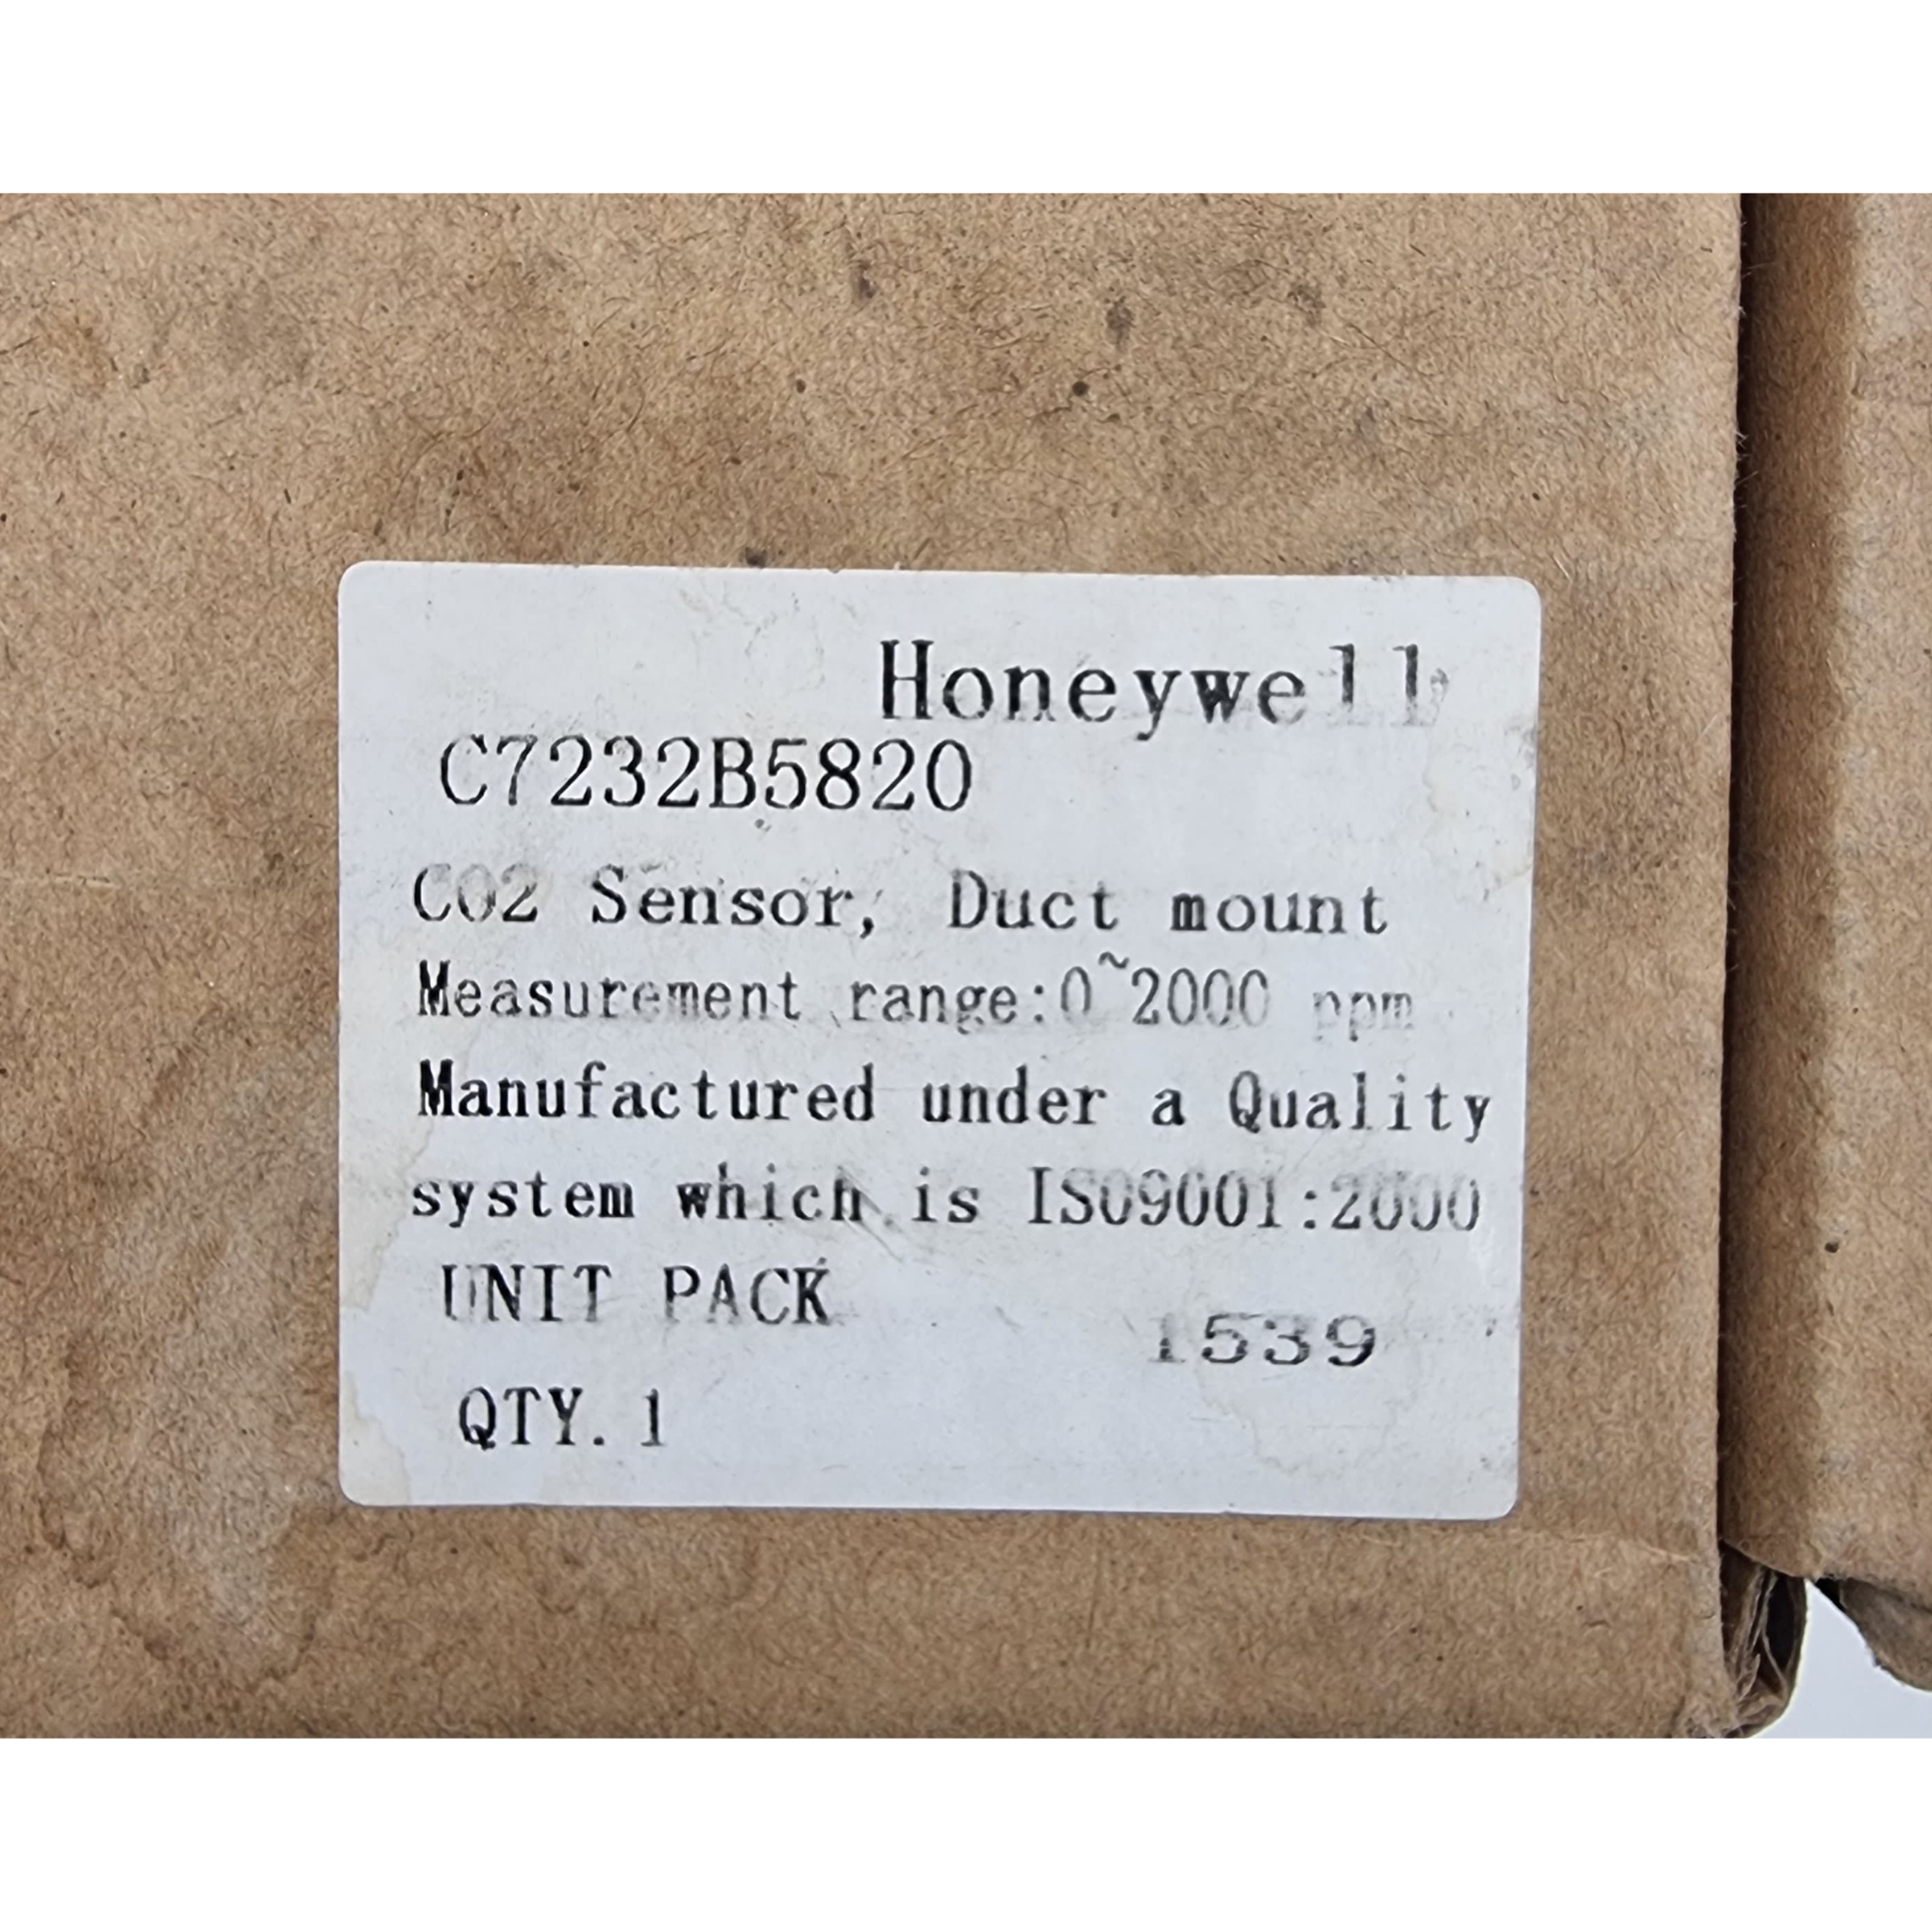 Honeywell
C7232B5820
CO2 Sensor, Duct mount
Measurement range:0~2000 ppm
Manufactured under a Quality
system which is ISO9001:2000
UNIT PACK
1539
QTY. 1